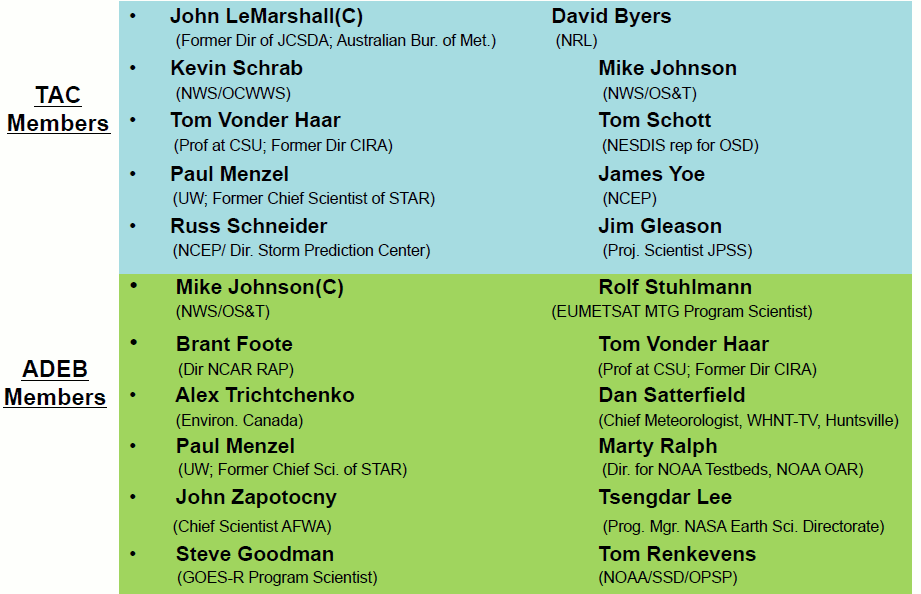 TAC
Members
• John LeMarshall(C) David Byers
(Former Dir of JCSDA; Australian Bur. of Met.) (NRL)
• Kevin Schrab Mike Johnson
(NWS/OCWWS) (NWS/OS&T)
• Tom Vonder Haar Tom Schott
(Prof at CSU; Former Dir CIRA) (NESDIS rep for OSD)
• Paul Menzel James Yoe
(UW; Former Chief Scientist of STAR) (NCEP)
• Russ Schneider Jim Gleason
(NCEP/ Dir. Storm Prediction Center) (Proj. Scientist JPSS)
ADEB
Members
• Mike Johnson(C) Rolf Stuhlmann
(NWS/OS&T) (EUMETSAT MTG Program Scientist)
• Brant Foote Tom Vonder Haar
(Dir NCAR RAP) (Prof at CSU; Former Dir CIRA)
• Alex Trichtchenko Dan Satterfield
(Environ. Canada) (Chief Meteorologist, WHNT-TV, Huntsville)
• Paul Menzel Marty Ralph
(UW; Former Chief Sci. of STAR) (Dir. for NOAA Testbeds, NOAA OAR)
• John Zapotocny Tsengdar Lee
(Chief Scientist AFWA) (Prog. Mgr. NASA Earth Sci. Directorate)
• Steve Goodman Tom Renkevens
(GOES-R Program Scientist) (NOAA/SSD/OPSP)